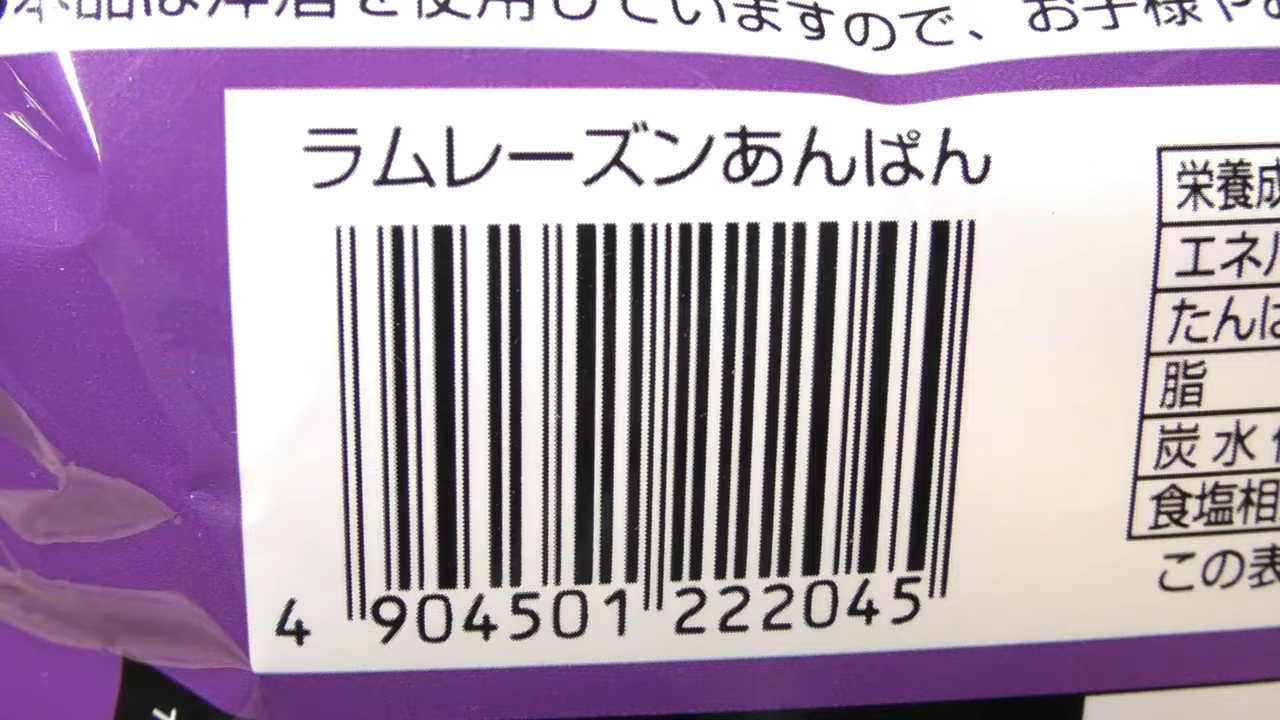 本品は洋酒を使用していますので、お子様や
ラムレーズンあんぱん
4 904501 222045
栄養成
エネル
たんぱ
脂
炭水
食塩相
この表